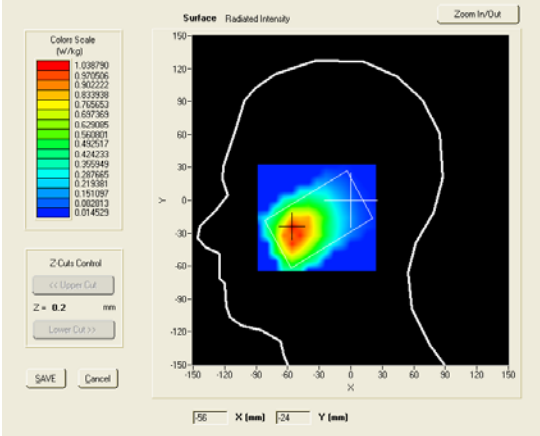 Surface Radiated Intensity
Zoom In/Out
Colors Scale
(W/kg)
1.038790
0.970506
0.902222
0.833938
0.765653
0.697369
0.629085
0.560801
0.492517
0.424233
0.355949
0.287665
0.219381
0.151097
0.082813
0.014529
150-
120-
90-
60-
30-
Y 0-
-30-
-60-
-90-
-120-
-150-
-150 -120 -90 -60 -30 0 30 60 90 120 150
X
Z-Cuts Control
<< Upper Cut
Z = 0.2 mm
Lower Cut >>
SAVE Cancel
-56 X (mm) -24 Y (mm)